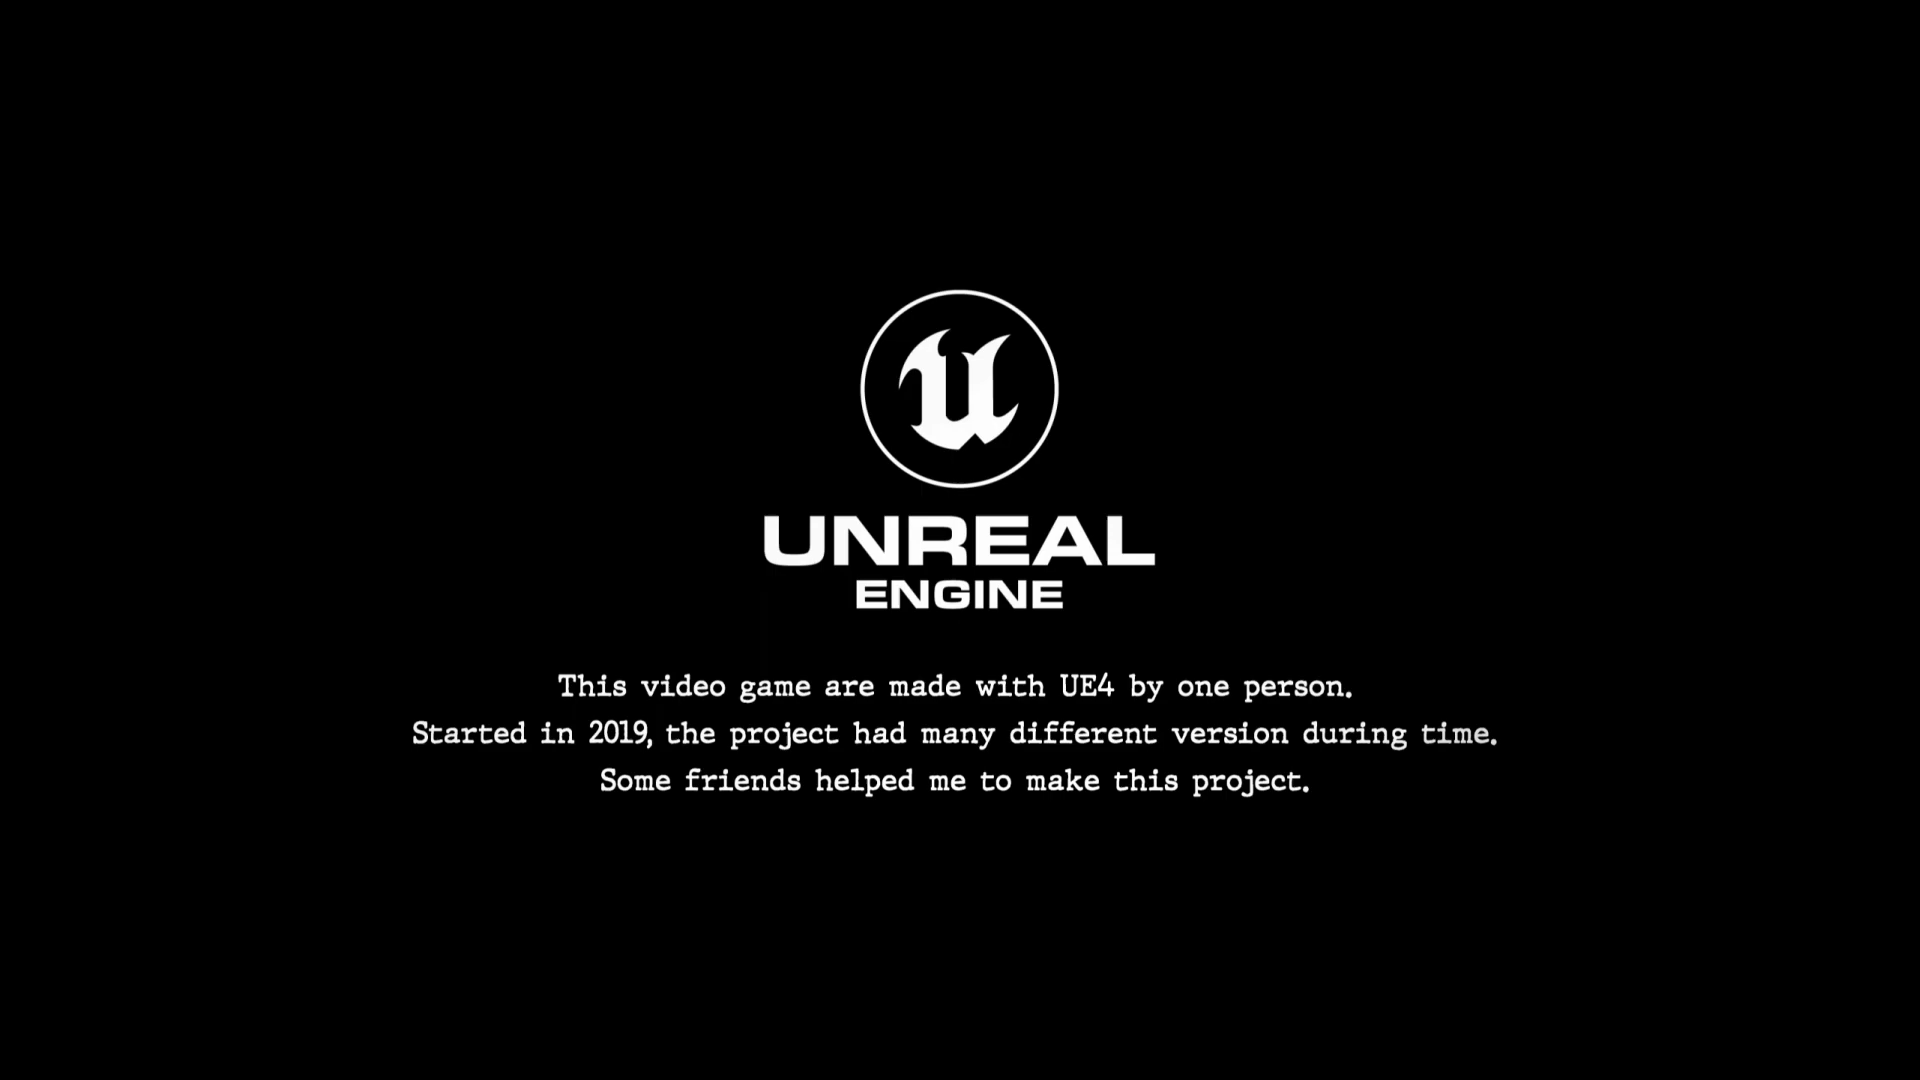 UNREAL
ENGINE
This video game are made with UE4 by one person.
Started in 2019, the project had many different version during time.
Some friends helped me to make this project.